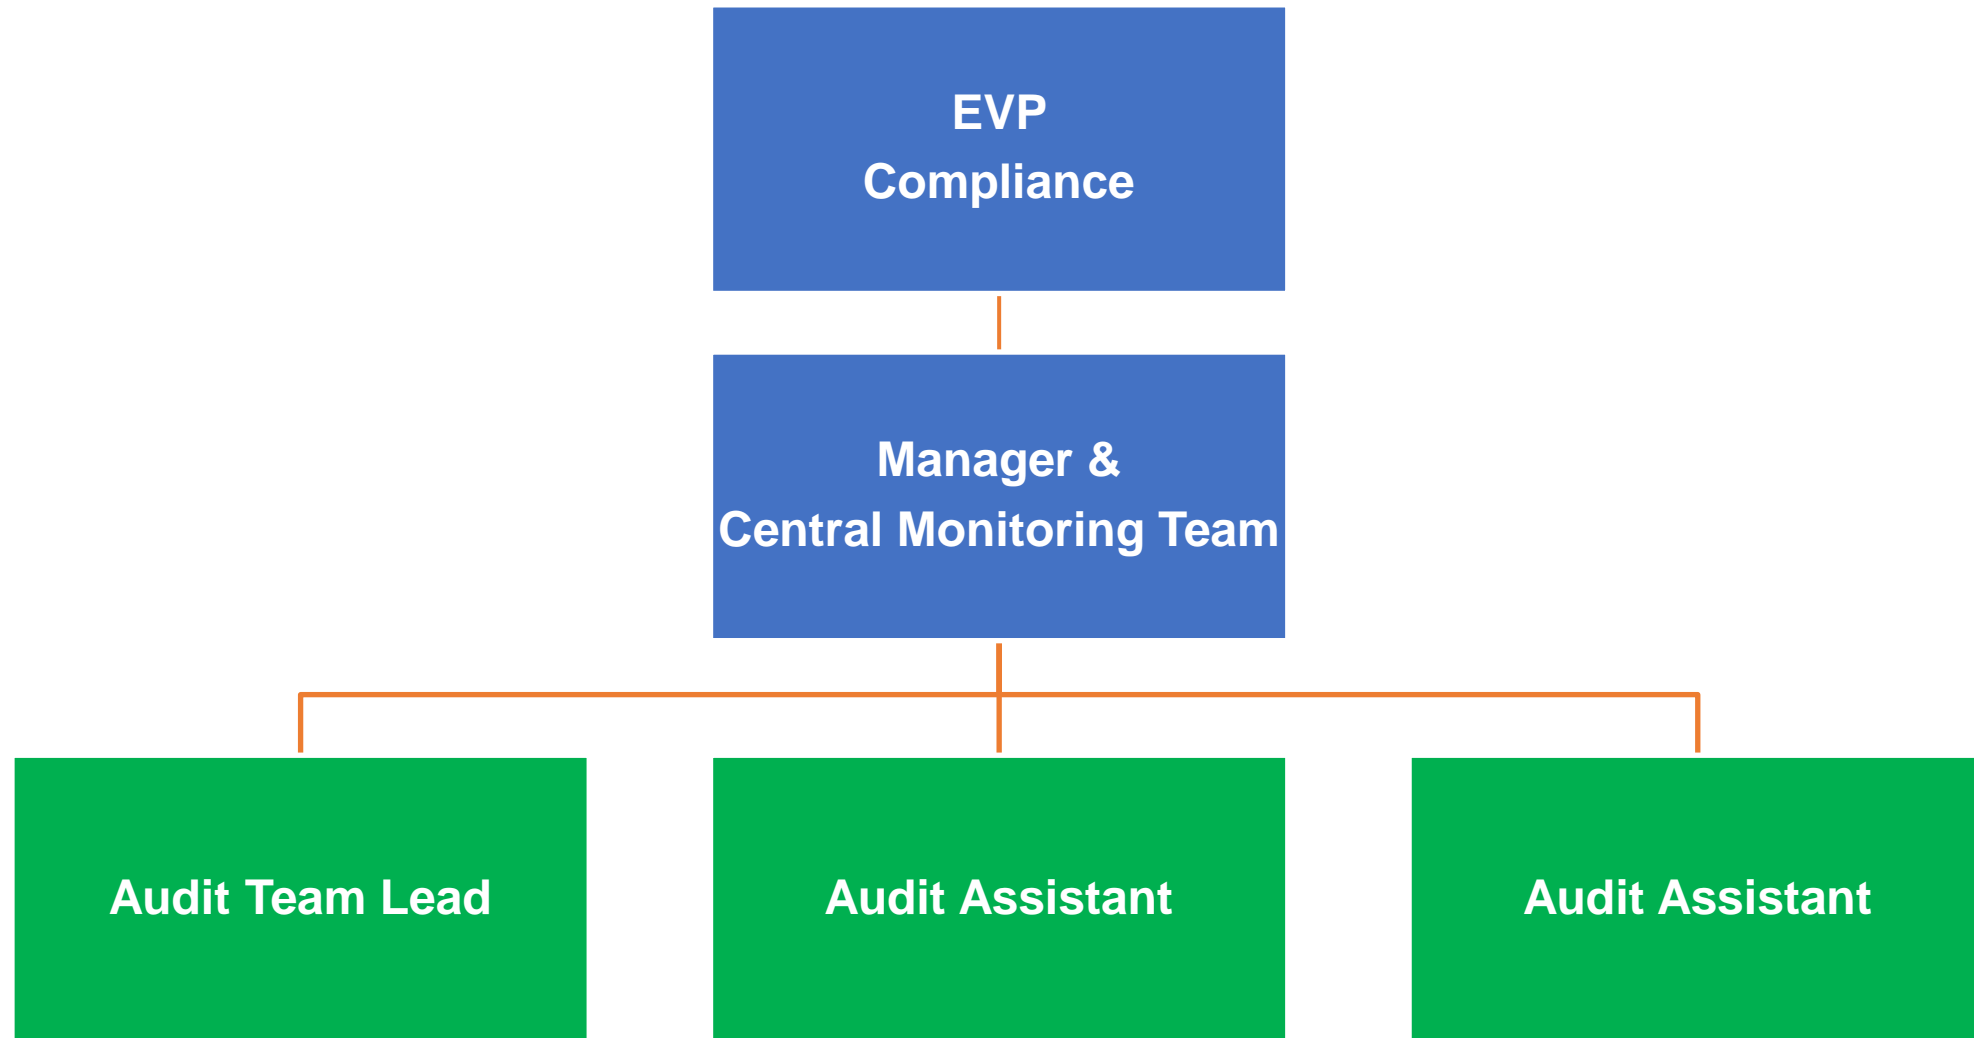 EVP
Compliance
Manager &
Central Monitoring Team
Audit Team Lead
Audit Assistant
Audit Assistant